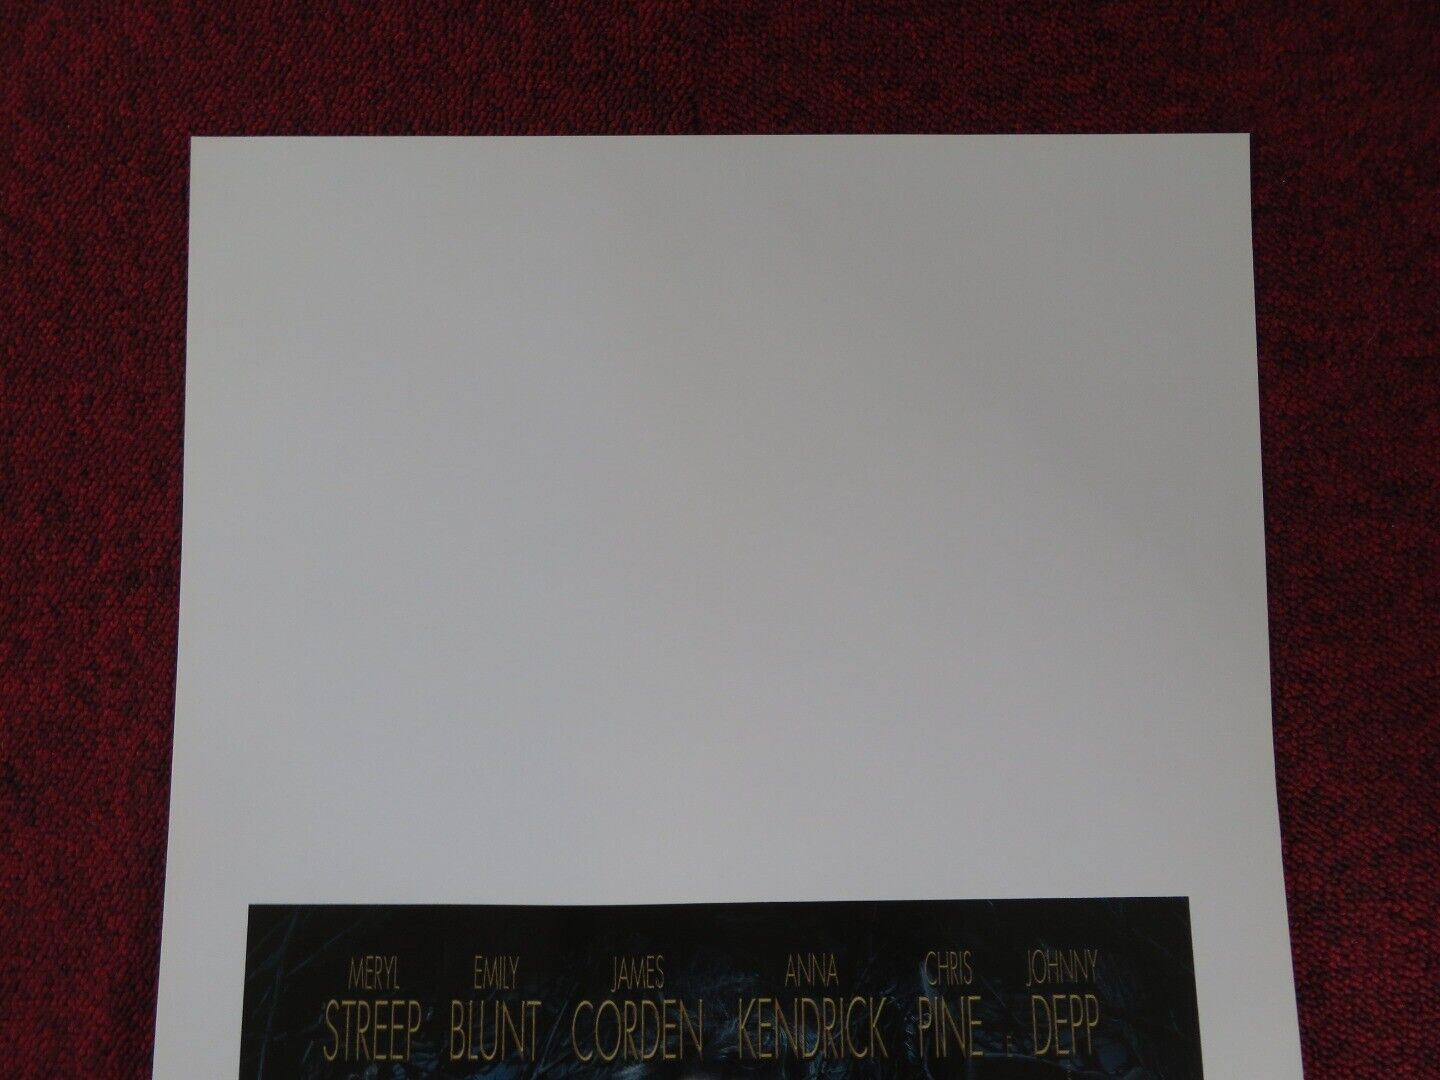 MERYL EMILY JAMES ANNA CHRIS JOHNNY
STREEP BLUNT CORDEN KENDRICK PINE E DEPP